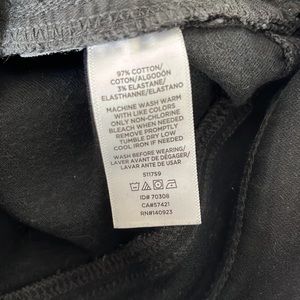 97% COTTON/
COTON/ALGODÓN
3% ELASTANE/
ELASTHANNE/ELASTANO
MACHINE WASH WARM
WITH LIKE COLORS
ONLY NON-CHLORINE
BLEACH WHEN NEEDED
REMOVE PROMPTLY
TUMBLE DRY LOW
COOL IRON IF NEEDED
WASH BEFORE WEARING/
LAVER AVANT DE DÉGAGER/
LAVAR ANTE DE USAR
511759
ID# 70308
CA#57421
RN#140923